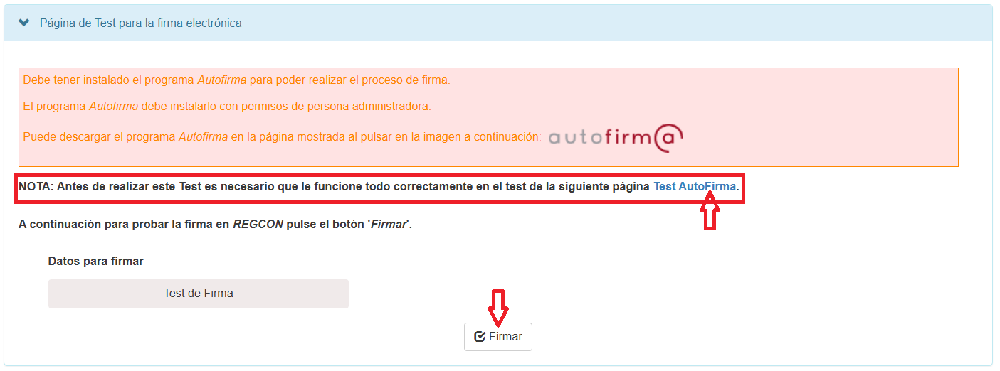 Página de Test para la firma electrónica
Debe tener instalado el programa Autofirma para poder realizar el proceso de firma.
El programa Autofirma debe instalarlo con permisos de persona administradora.
Puede descargar el programa Autofirma en la página mostrada al pulsar en la imagen a continuación: autofirm@
NOTA: Antes de realizar este Test es necesario que le funcione todo correctamente en el test de la siguiente página Test AutoFirma.
A continuación para probar la firma en REGCON pulse el botón 'Firmar'.
Datos para firmar
Test de Firma
Firmar